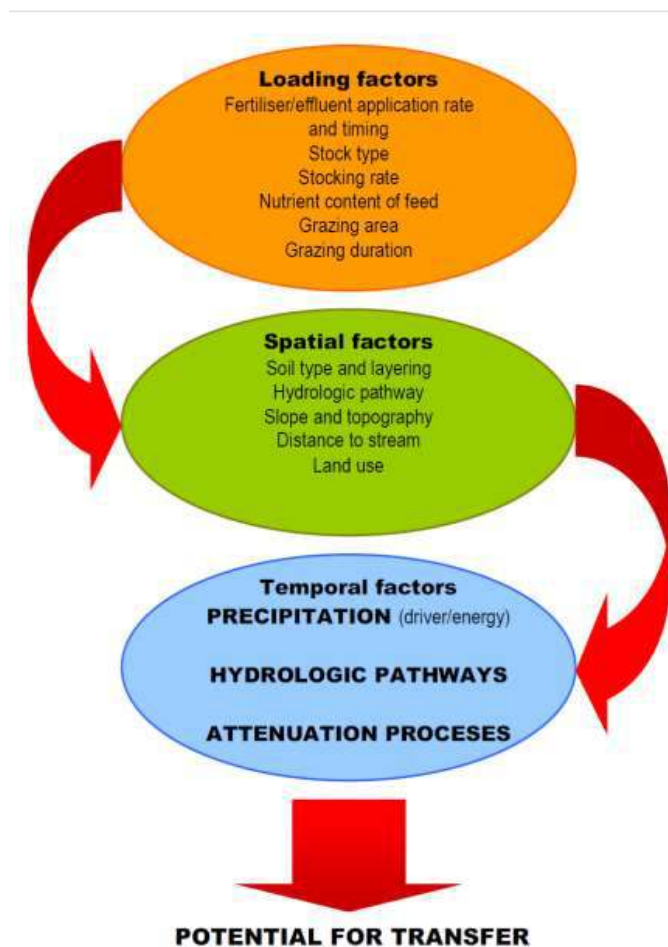 Loading factors
Fertiliser/effluent application rate
and timing
Stock type
Stocking rate
Nutrient content of feed
Grazing area
Grazing duration
Spatial factors
Soil type and layering
Hydrologic pathway
Slope and topography
Distance to stream
Land use
Temporal factors
PRECIPITATION (driver/energy)
HYDROLOGIC PATHWAYS
ATTENUATION PROCESES
POTENTIAL FOR TRANSFER